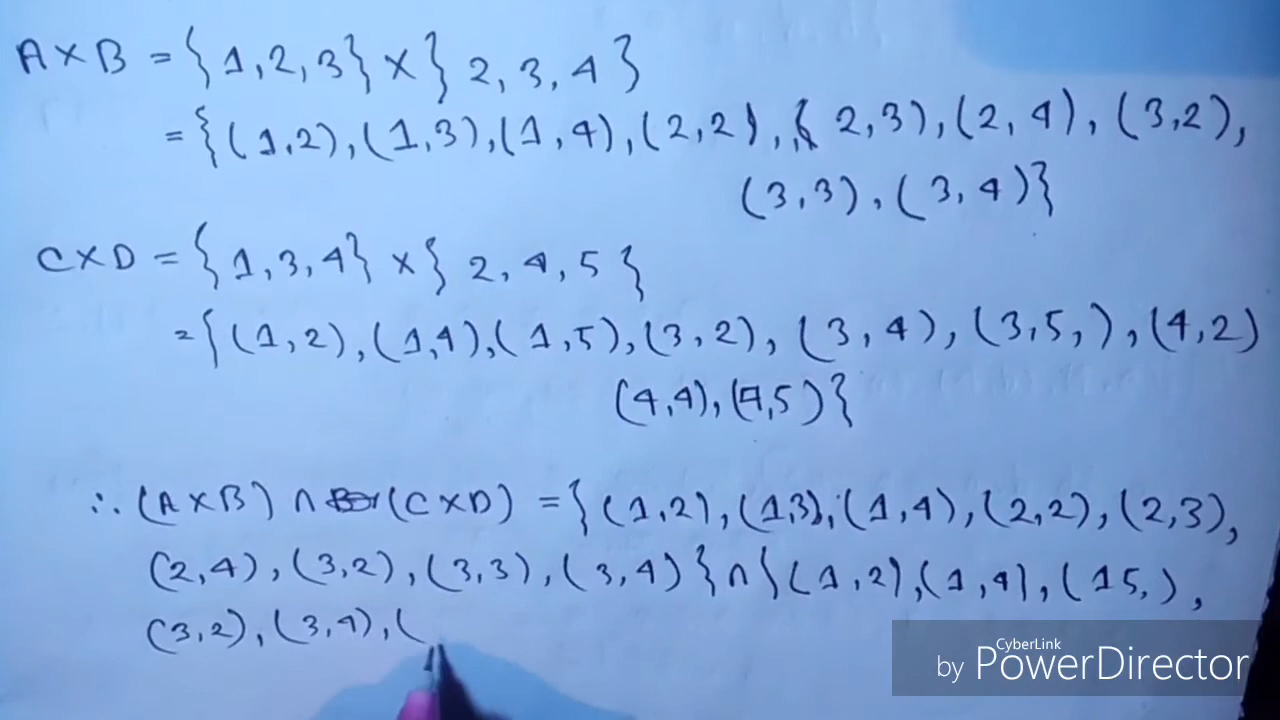 A×B = {1,2,3} × } 2,3,4 }
= {(1,2),(1,3),(1,4),(2,2),( 2,3),(2,4),(3,2),
(3,3),(3,4)}
C×D = {1,3,4} × { 2,4,5 }
= {(1,2),(1,4),(1,5),(3,2),(3,4),(3,5,),(4,2)
(4,4),(4,5)}
∴ (A×B) ∩ (C×D) = {(1,2),(1,3),(1,4),(2,2),(2,3),
(2,4),(3,2),(3,3),(3,4)} ∩ {(1,2),(1,4),(15,),
(3,2),(3,4),(
CyberLink
by PowerDirector